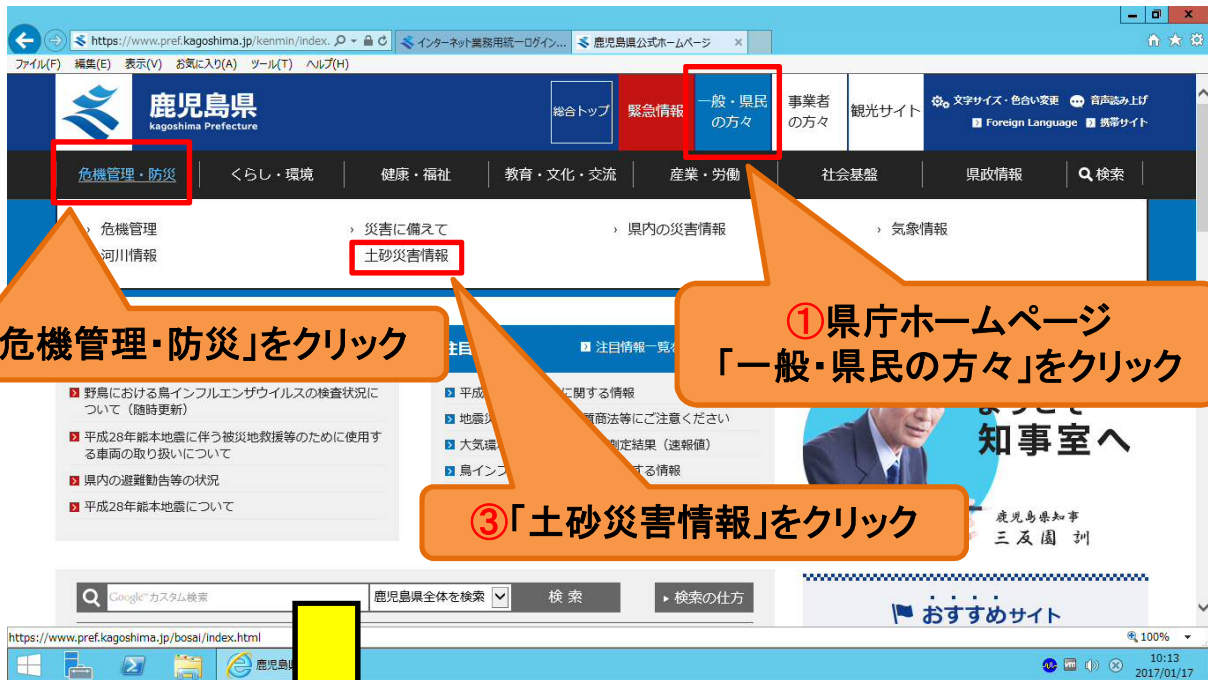 https://www.pref.kagoshima.jp/kenmin/index.
インターネット業務用統一ログイン...
鹿児島県公式ホームページ
ファイル(F) 編集(E) 表示(V) お気に入り(A) ツール(T) ヘルプ(H)
鹿児島県
Kagoshima Prefecture
総合トップ
緊急情報
一般・県民
の方々
事業者
の方々
観光サイト
文字サイズ・色合い変更 音声読み上げ
Foreign Language 携帯サイト
危機管理・防災 くらし・環境 健康・福祉 教育・文化・交流 産業・労働 社会基盤 県政情報 検索
危機管理 災害に備えて 県内の災害情報 気象情報
河川情報 土砂災害情報
①県庁ホームページ
「一般・県民の方々」をクリック
危機管理・防災」をクリック
注目情報一覧
野鳥における鳥インフルエンザウイルスの検査状況に
ついて（随時更新）
平成28年熊本地震に伴う被災地救援等のために使用す
る車両の取り扱いについて
県内の避難勧告等の状況
平成28年熊本地震について
平成 に関する情報
地震 質商法等にご注意ください
大気環 測定結果（速報値）
鳥イン する情報
③「土砂災害情報」をクリック
ようこそ
知事室へ
鹿児島県知事
三反園 訓
Google カスタム検索
鹿児島県全体を検索
検 索
検索の仕方
おすすめサイト
https://www.pref.kagoshima.jp/bosai/index.html
100%
鹿児島
10:13
2017/01/17